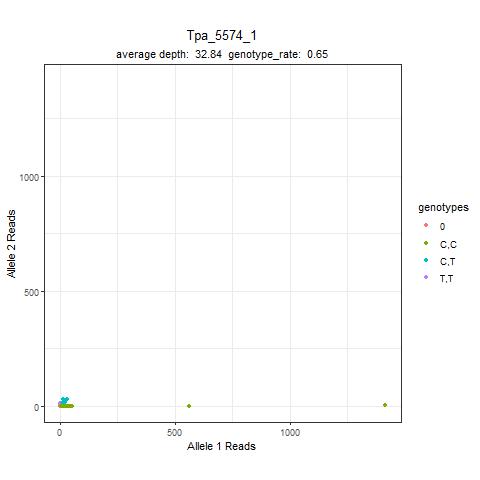 Tpa_5574_1
average depth: 32.84 genotype_rate: 0.65
Allele 2 Reads
1000
500
0
0 500 1000
Allele 1 Reads
genotypes
0
C,C
C,T
T,T